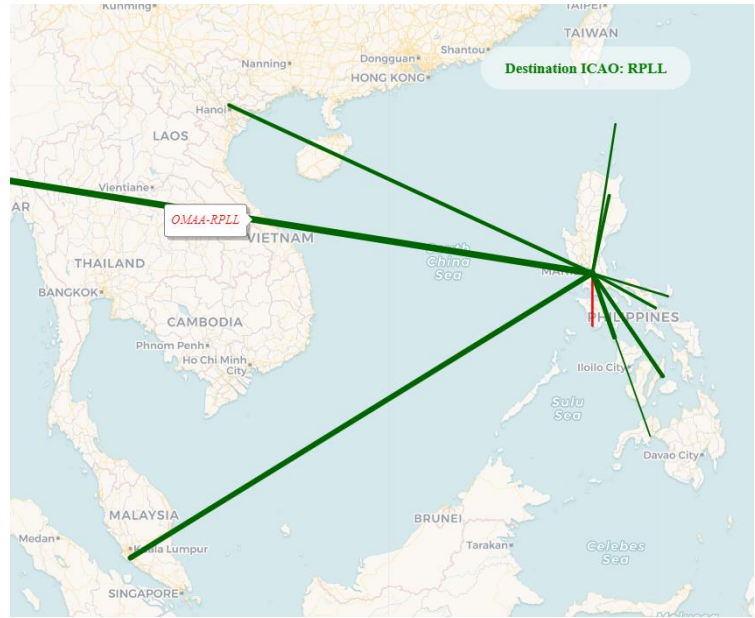 Kunming
TAIPEI
TAIWAN
Nanning
Dongguan
Shantou
HONG KONG
Destination ICAO: RPLL
Hanoi
LAOS
Vientiane
OMAA-RPLL
VIETNAM
China
Sea
THAILAND
BANGKOK
PHILIPPINES
CAMBODIA
Phnom Penh
Ho Chi Minh
City
Iloilo City
Sulu
Sea
Davao City
MALAYSIA
BRUNEI
Medan
Kuala Lumpur
Tarakan
Celebes
Sea
SINGAPORE